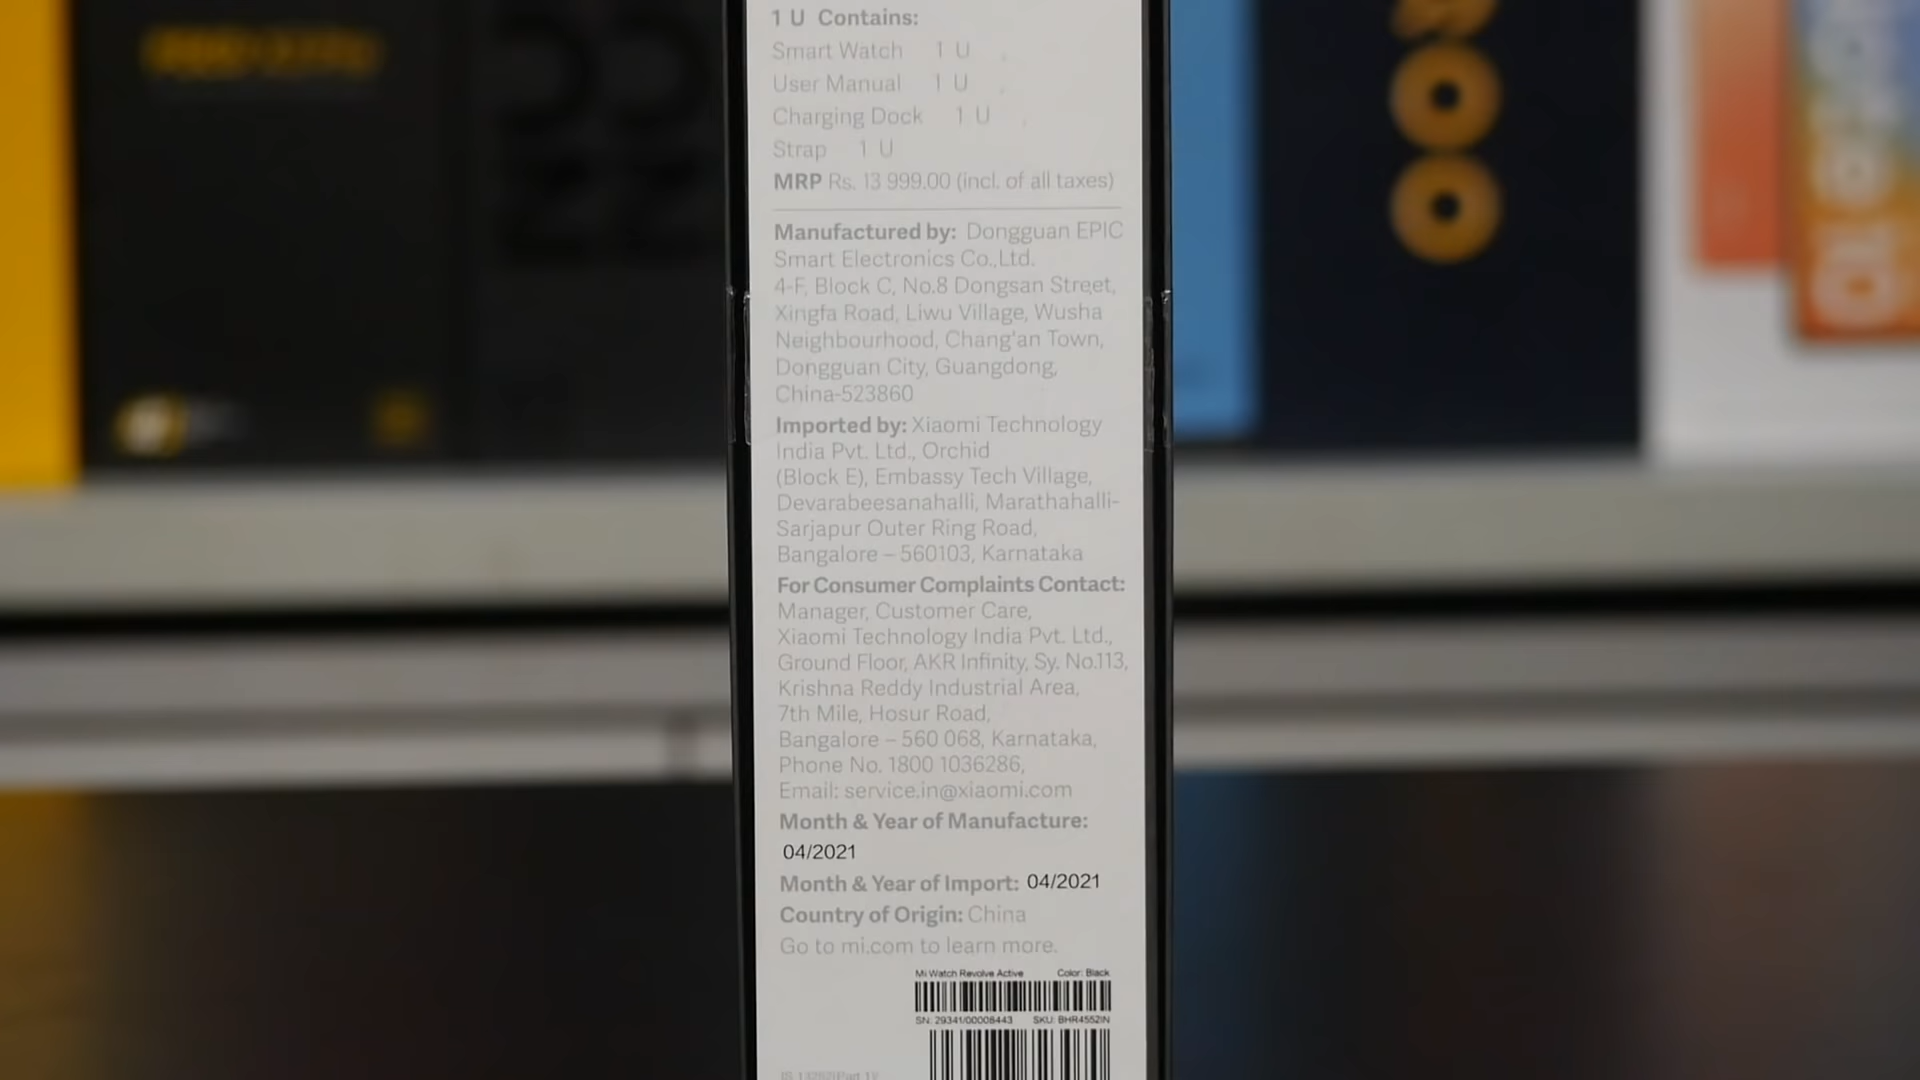 1 U Contains:
Smart Watch 1 U
User Manual 1 U
Charging Dock 1 U
Strap 1 U
MRP Rs. 13 999.00 (incl. of all taxes)
Manufactured by: Dongguan EPIC
Smart Electronics Co.,Ltd.
4-F, Block C, No.8 Dongsan Street,
Xingfa Road, Liwu Village, Wusha
Neighbourhood, Chang'an Town,
Dongguan City, Guangdong,
China-523860
Imported by: Xiaomi Technology
India Pvt. Ltd., Orchid
(Block E), Embassy Tech Village,
Devarabeesanahalli, Marathahalli-
Sarjapur Outer Ring Road,
Bangalore – 560103, Karnataka
For Consumer Complaints Contact:
Manager, Customer Care,
Xiaomi Technology India Pvt. Ltd.,
Ground Floor, AKR Infinity, Sy. No.113,
Krishna Reddy Industrial Area,
7th Mile, Hosur Road,
Bangalore – 560 068, Karnataka,
Phone No. 1800 1036286,
Email: service.in@xiaomi.com
Month & Year of Manufacture:
04/2021
Month & Year of Import: 04/2021
Country of Origin: China
Go to mi.com to learn more.
Mi Watch Revolve Active Color: Black
SN: 29341/00008443 SKU: BHR4552IN